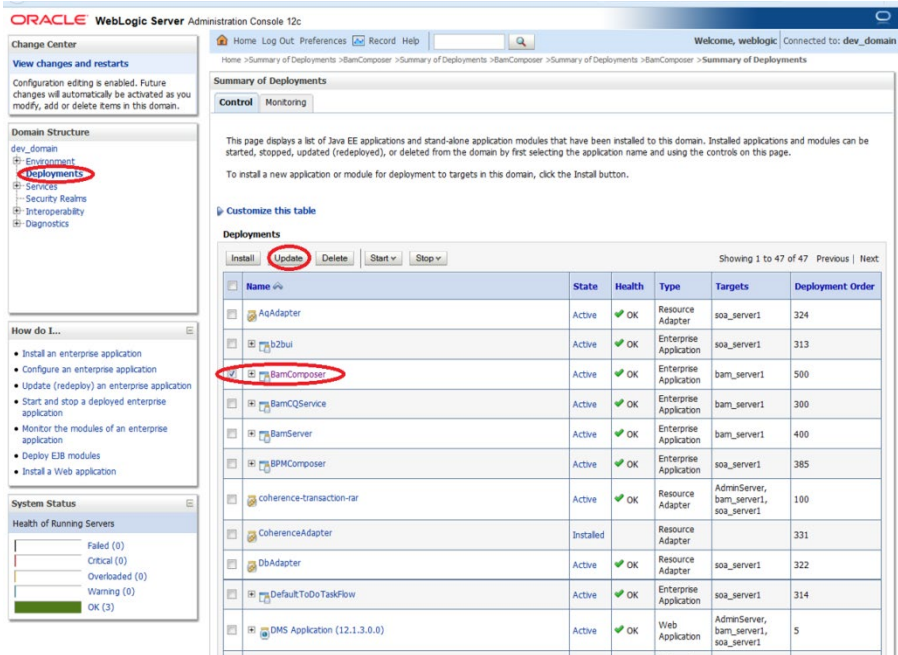 ORACLE WebLogic Server Administration Console 12c
Change Center
View changes and restarts
Configuration editing is enabled. Future
changes will automatically be activated as you
modify, add or delete items in this domain.
Domain Structure
dev_domain
Environment
Deployments
Services
Security Realms
Interoperability
Diagnostics
How do I...
Install an enterprise application
Configure an enterprise application
Update (redeploy) an enterprise application
Start and stop a deployed enterprise
application
Monitor the modules of an enterprise
application
Deploy EJB modules
Install a Web application
System Status
Health of Running Servers
Failed (0)
Critical (0)
Overloaded (0)
Warning (0)
OK (3)
Home Log Out Preferences Record Help
Welcome, weblogic Connected to: dev_domain
Home >Summary of Deployments >BamComposer >Summary of Deployments >BamComposer >Summary of Deployments >BamComposer >Summary of Deployments
Summary of Deployments
Control Monitoring
This page displays a list of Java EE applications and stand-alone application modules that have been installed to this domain. Installed applications and modules can be
started, stopped, updated (redeployed), or deleted from the domain by first selecting the application name and using the controls on this page.
To install a new application or module for deployment to targets in this domain, click the Install button.
Customize this table
Deployments
Install Update Delete Start Stop Showing 1 to 47 of 47 Previous | Next
Name State Health Type Targets Deployment Order
AqAdapter Active OK Resource Adapter soa_server1 324
b2bui Active OK Enterprise Application soa_server1 313
BamComposer Active OK Enterprise Application bam_server1 500
BamCQService Active OK Enterprise Application bam_server1 300
BamServer Active OK Enterprise Application bam_server1 400
BPMComposer Active OK Enterprise Application soa_server1 385
coherence-transaction-rar Active OK Resource Adapter AdminServer, bam_server1, soa_server1 100
CoherenceAdapter Installed Resource Adapter 331
DbAdapter Active OK Resource Adapter soa_server1 322
DefaultToDoTaskFlow Active OK Enterprise Application soa_server1 314
DMS Application (12.1.3.0.0) Active OK Web Application AdminServer, bam_server1, soa_server1 5